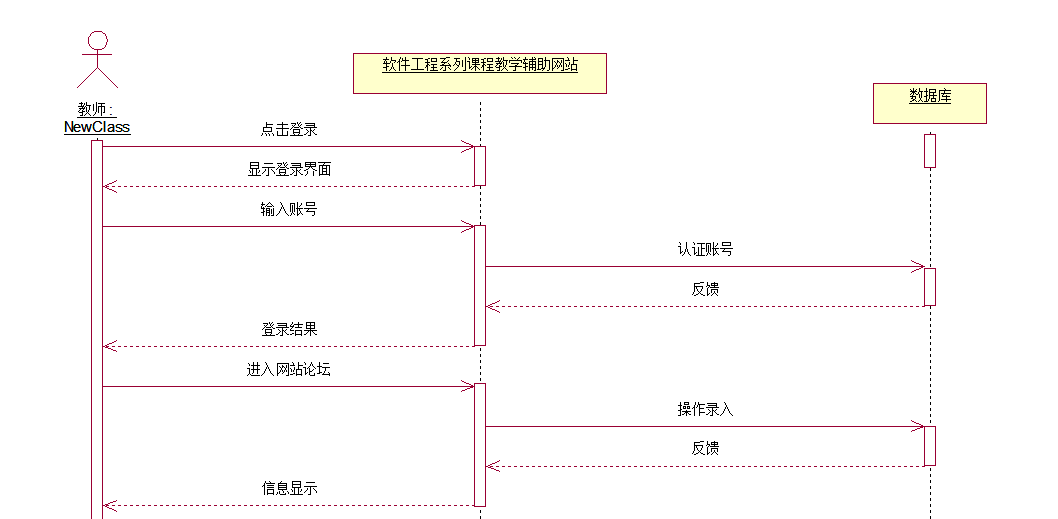 软件工程系列课程教学辅助网站
数据库
教师：
NewClass
点击登录
显示登录界面
输入账号
认证账号
反馈
登录结果
进入网站论坛
操作录入
反馈
信息显示